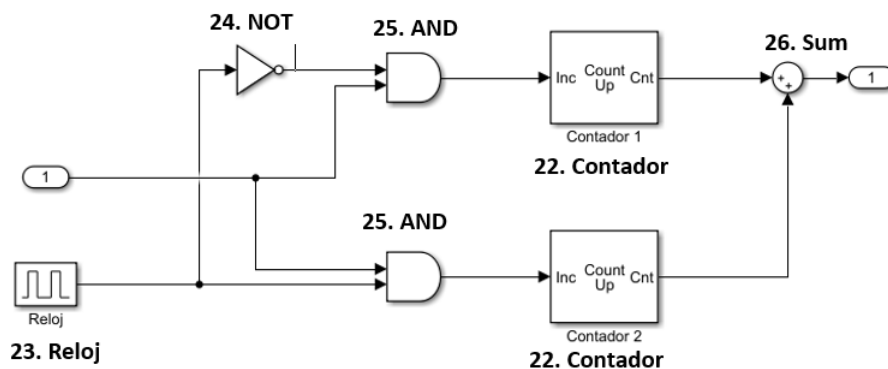 24. NOT
25. AND
26. Sum
Inc Count Up Cnt
+
+
1
Contador 1
22. Contador
1
25. AND
Inc Count Up Cnt
Reloj
23. Reloj
Contador 2
22. Contador